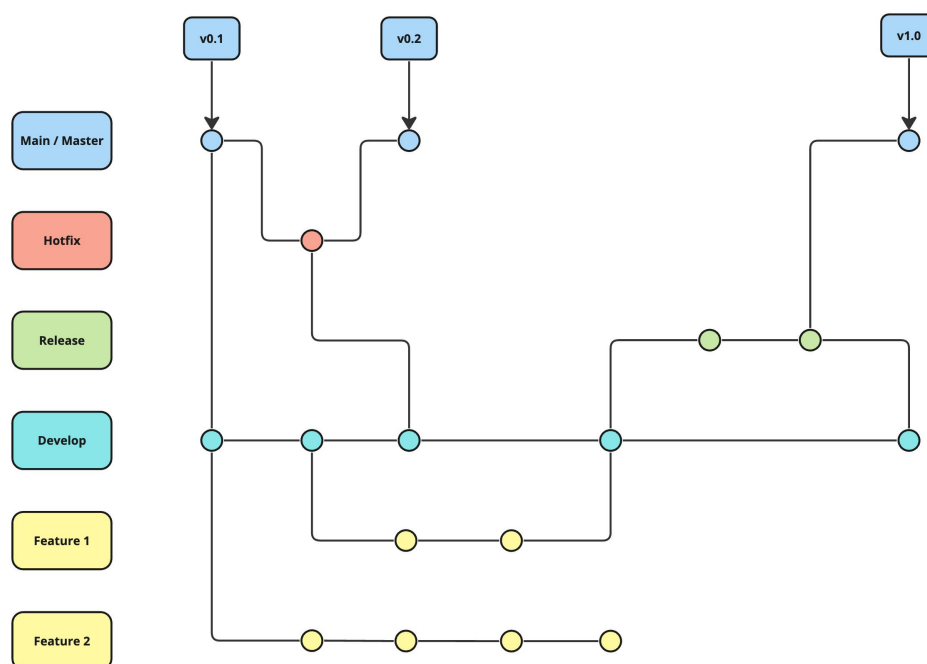 v0.1
v0.2
v1.0
Main / Master
Hotfix
Release
Develop
Feature 1
Feature 2